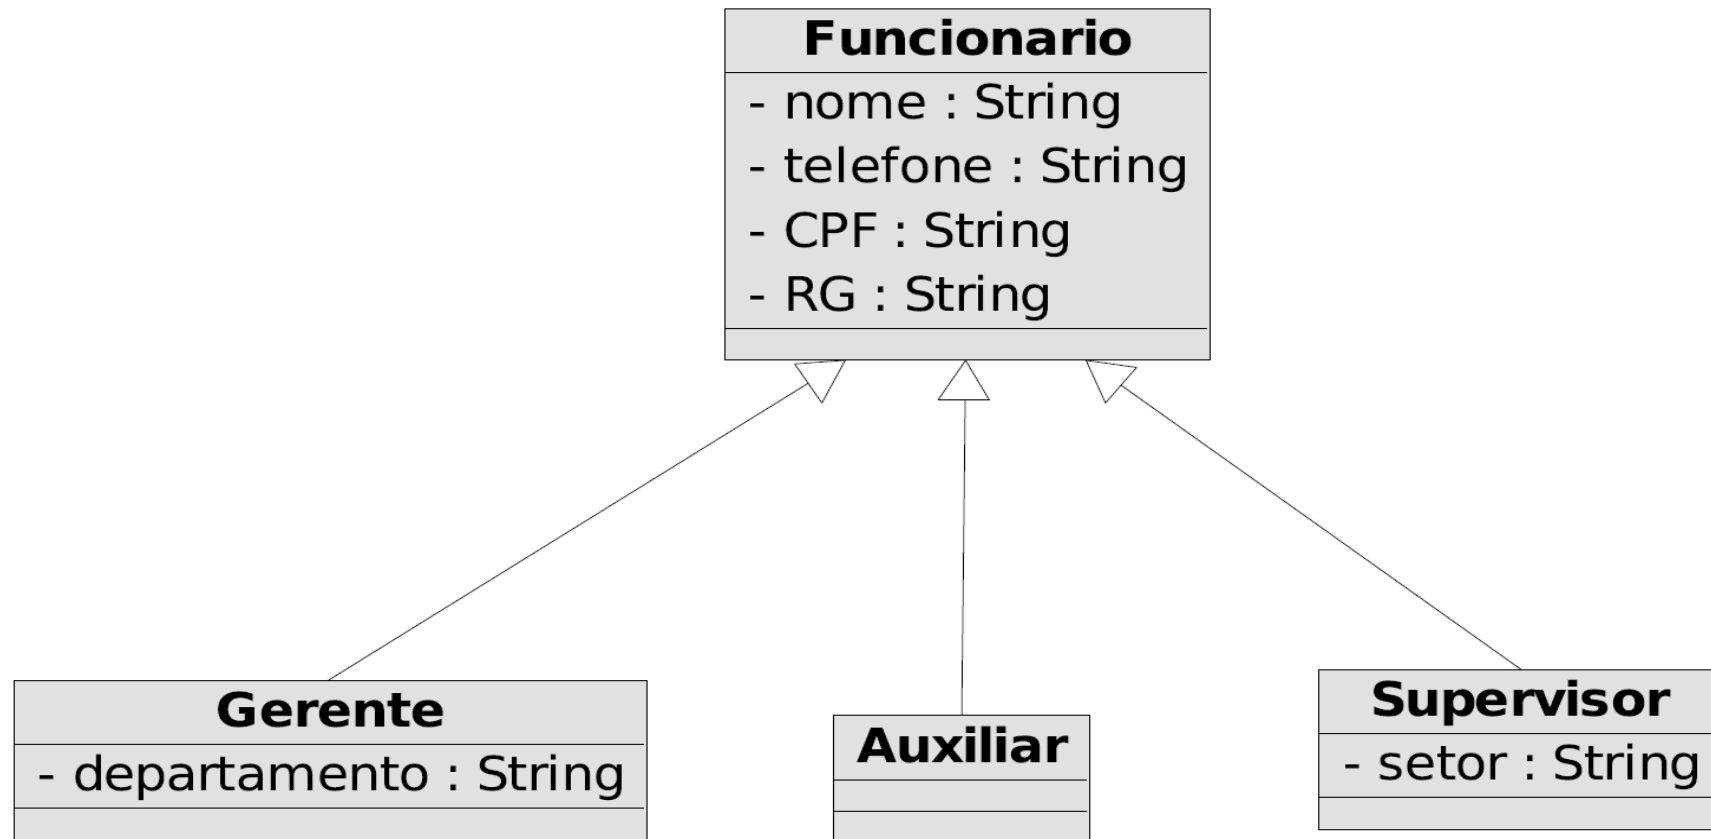 Funcionario
- nome : String
- telefone : String
- CPF : String
- RG : String
Gerente
- departamento : String
Auxiliar
Supervisor
- setor : String